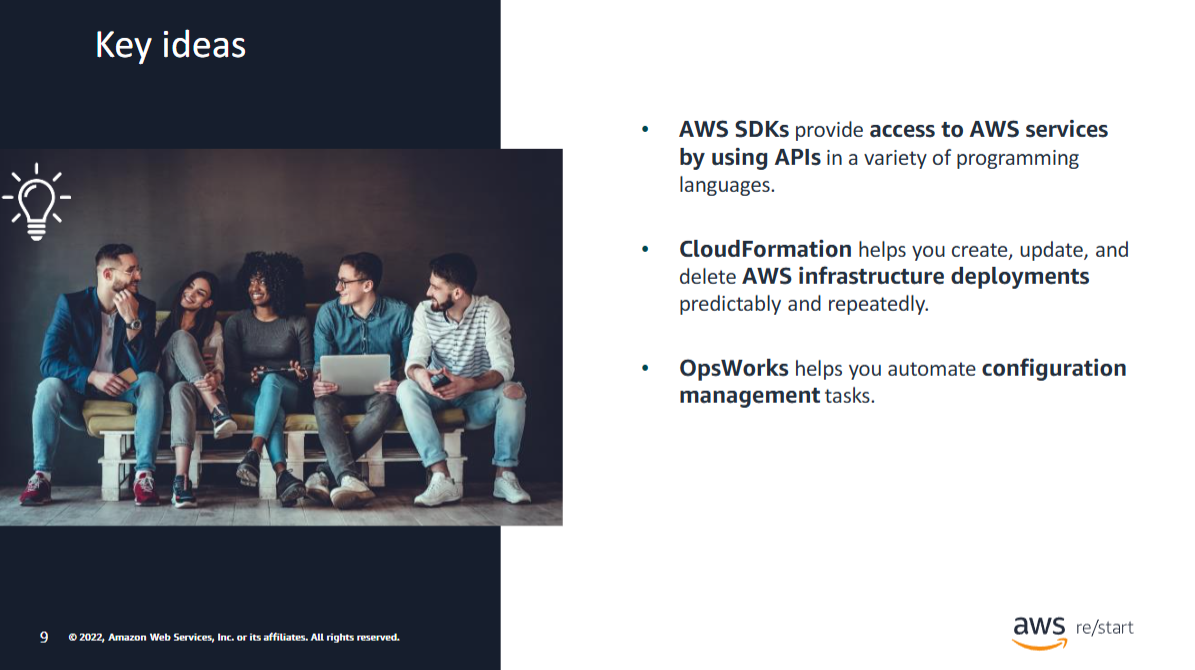 Key ideas
• AWS SDKs provide access to AWS services
by using APIs in a variety of programming
languages.
• CloudFormation helps you create, update, and
delete AWS infrastructure deployments
predictably and repeatedly.
• OpsWorks helps you automate configuration
management tasks.
9 © 2022, Amazon Web Services, Inc. or its affiliates. All rights reserved.
aws re/start